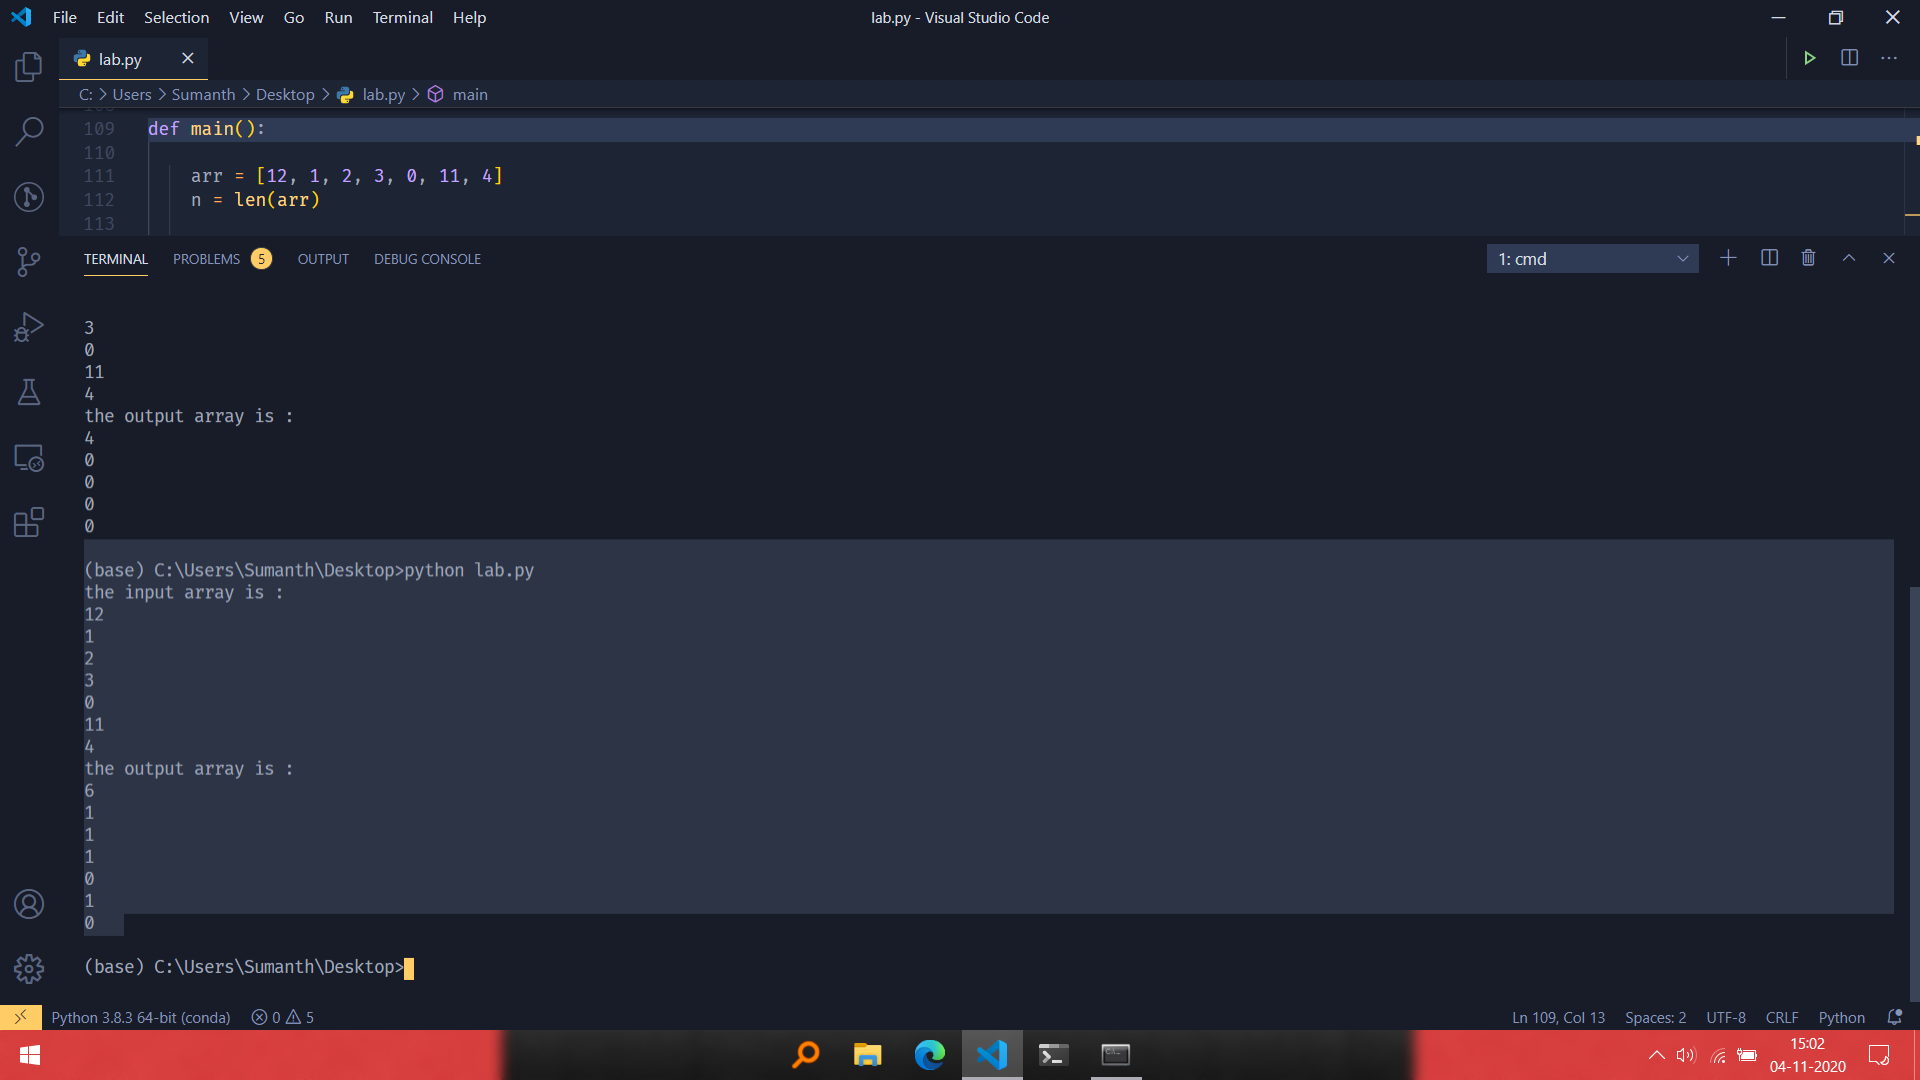 File Edit Selection View Go Run Terminal Help lab.py - Visual Studio Code
lab.py
C: > Users > Sumanth > Desktop > lab.py > main
109 def main():
110
111 arr = [12, 1, 2, 3, 0, 11, 4]
112 n = len(arr)
113
TERMINAL PROBLEMS 5 OUTPUT DEBUG CONSOLE 1: cmd
3
0
11
4
the output array is :
4
0
0
0
0
(base) C:\Users\Sumanth\Desktop>python lab.py
the input array is :
12
1
2
3
0
11
4
the output array is :
6
1
1
1
0
1
0
(base) C:\Users\Sumanth\Desktop>
Python 3.8.3 64-bit (conda) 0 5 Ln 109, Col 13 Spaces: 2 UTF-8 CRLF Python
15:02
04-11-2020